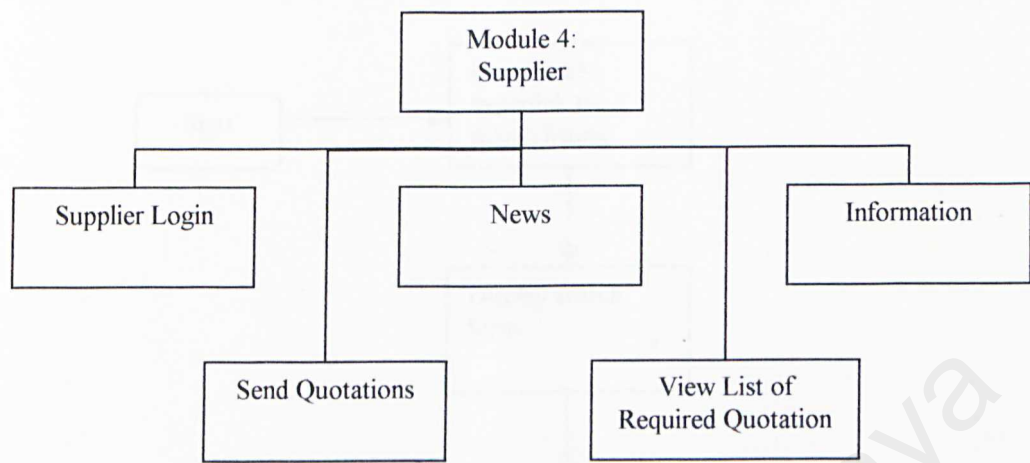 Module 4:
Supplier
Supplier Login
News
Information
Send Quotations
View List of
Required Quotation